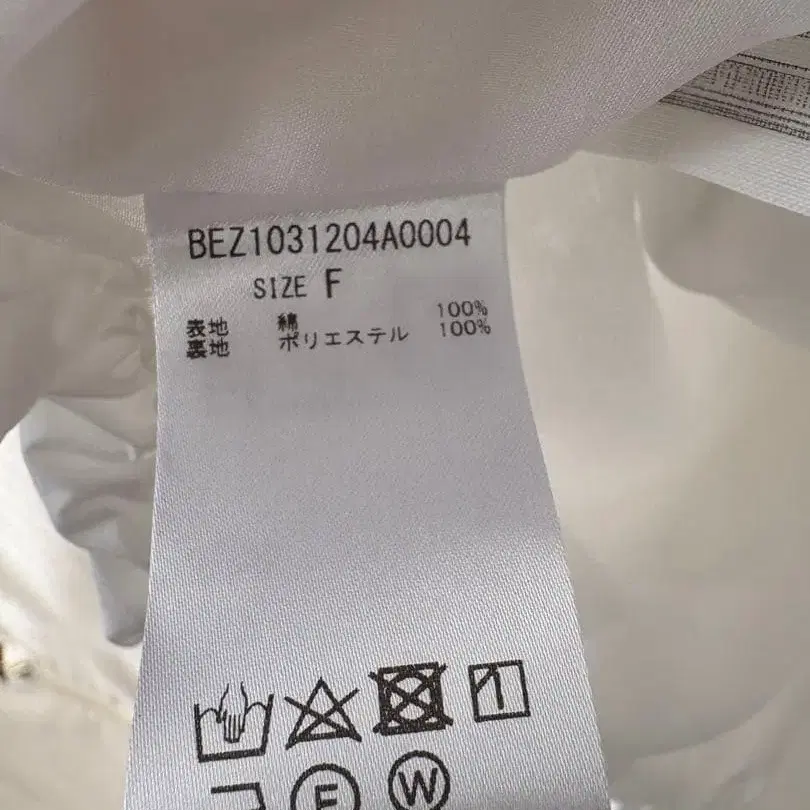 BEZ1031204A0004
SIZE F
表地 綿 100%
裏地 ポリエステル 100%
F
W